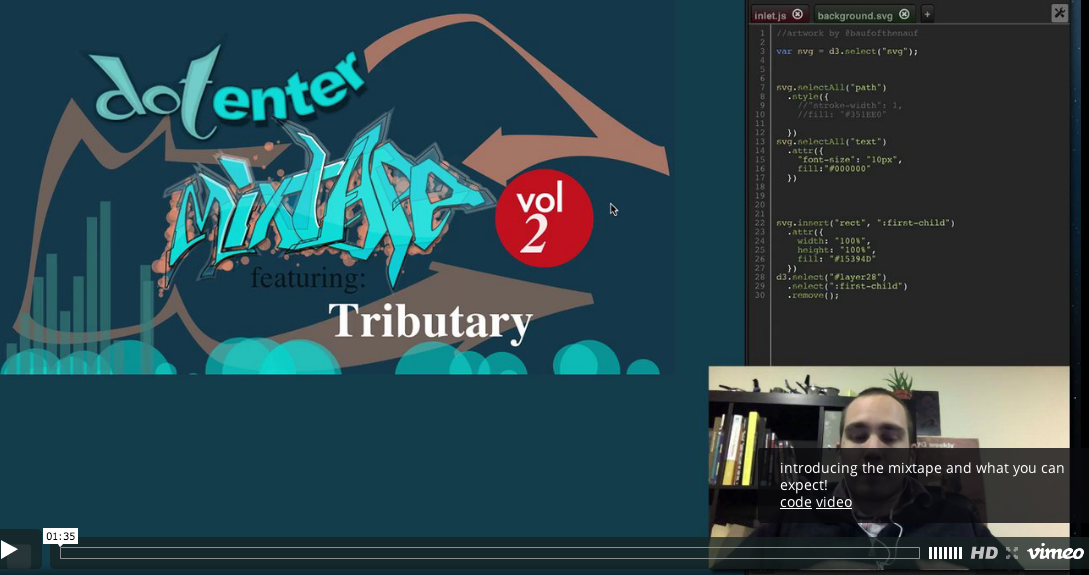 dotenter
mixtape
vol
2
featuring:
Tributary
inlet.js
background.svg
+
1 //artwork by @baufofthenauf
2
3 var svg = d3.select("svg");
4
5
6
7 svg.selectAll("path")
8 .style({
9 //"stroke-width": 1,
10 //fill: "#351EE0"
11
12 })
13 svg.selectAll("text")
14 .attr({
15 "font-size": "10px",
16 fill:"#000000"
17 })
18
19
20
21
22 svg.insert("rect", ":first-child")
23 .attr({
24 width: "100%",
25 height: "100%",
26 fill: "#15394D"
27 })
28 d3.select("#layer28")
29 .select(":first-child")
30 .remove();
introducing the mixtape and what you can
expect!
code video
01:35
HD
vimeo